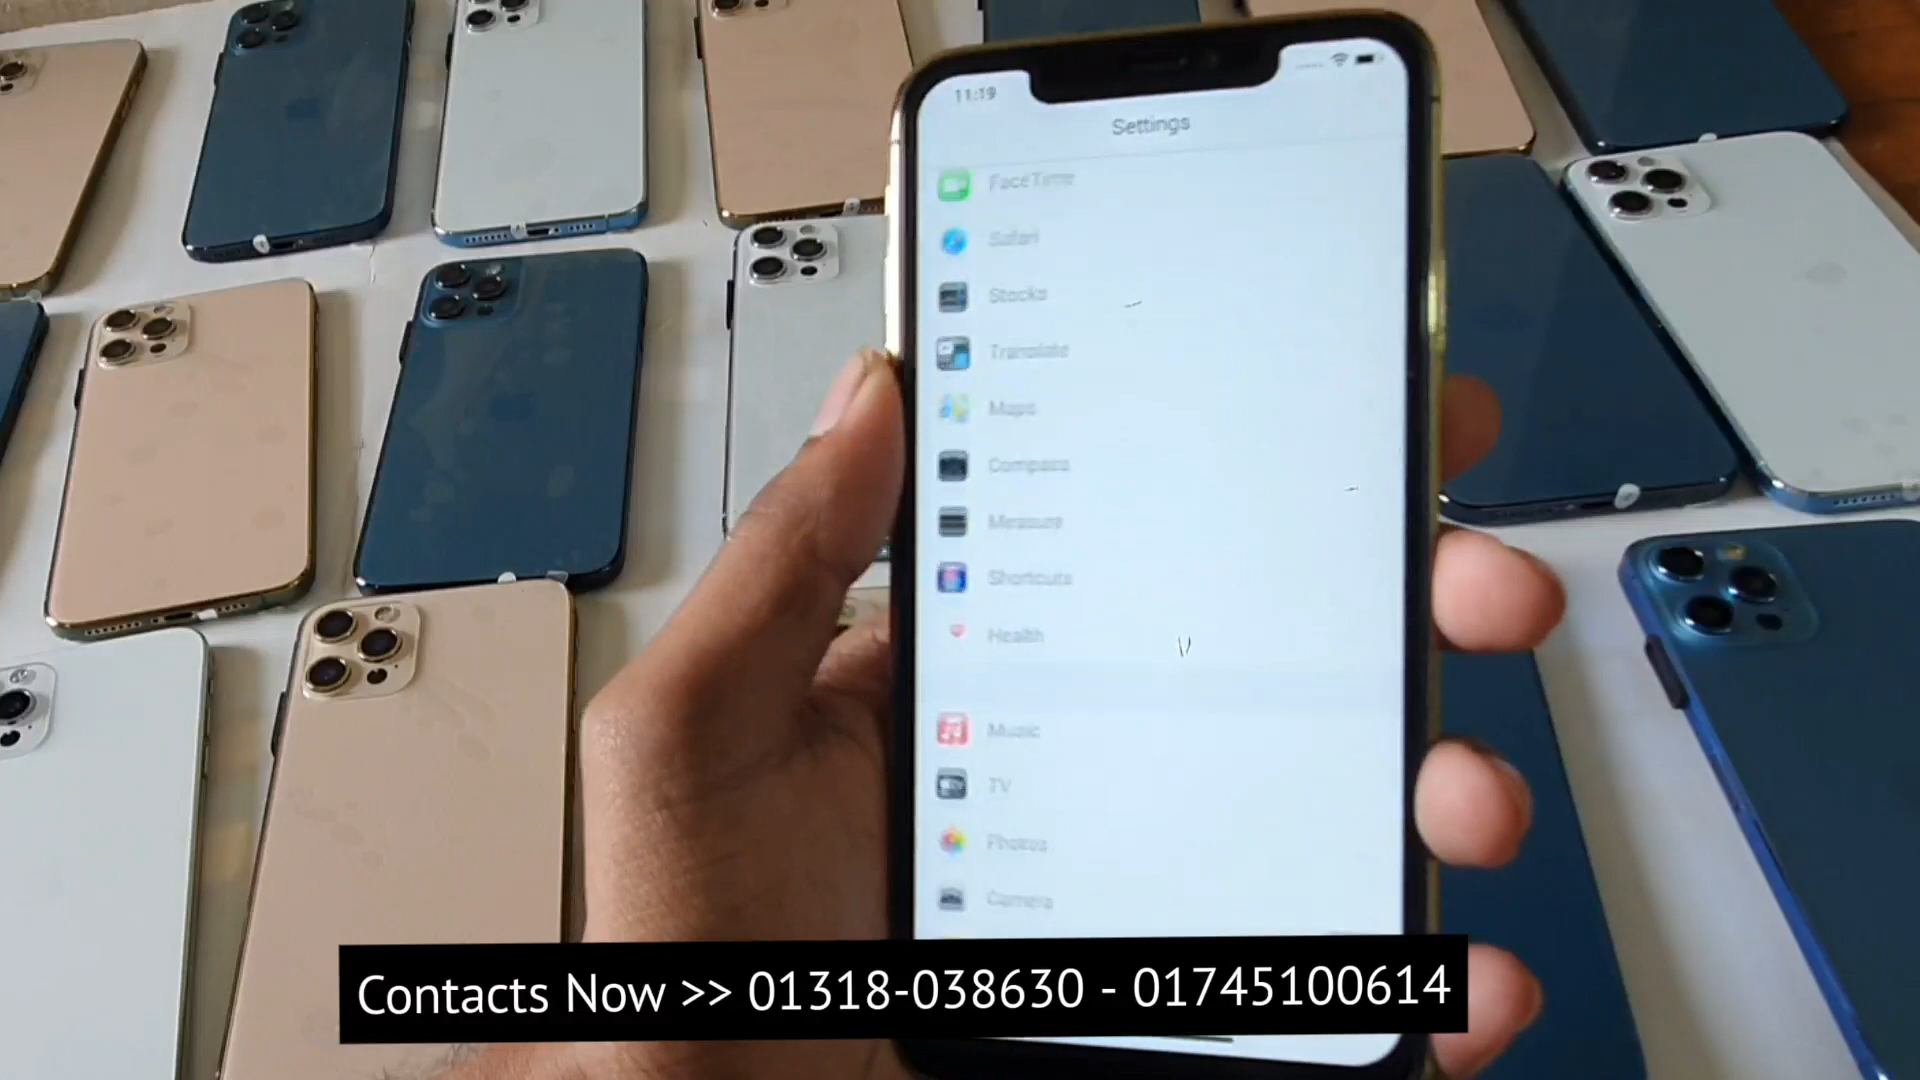 11:19
Settings
FaceTime
Safari
Stocks
Translate
Maps
Compass
Measure
Shortcuts
Health
Music
TV
Photos
Camera
Contacts Now >> 01318-038630 - 01745100614